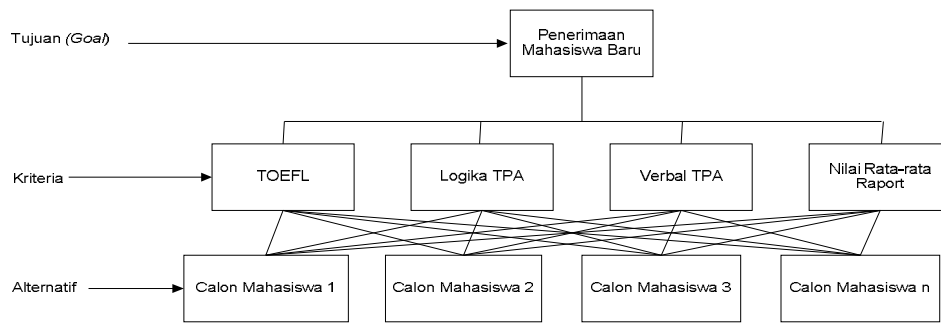 Tujuan (Goal)
Penerimaan
Mahasiswa Baru
Kriteria
TOEFL
Logika TPA
Verbal TPA
Nilai Rata-rata
Raport
Alternatif
Calon Mahasiswa 1
Calon Mahasiswa 2
Calon Mahasiswa 3
Calon Mahasiswa n